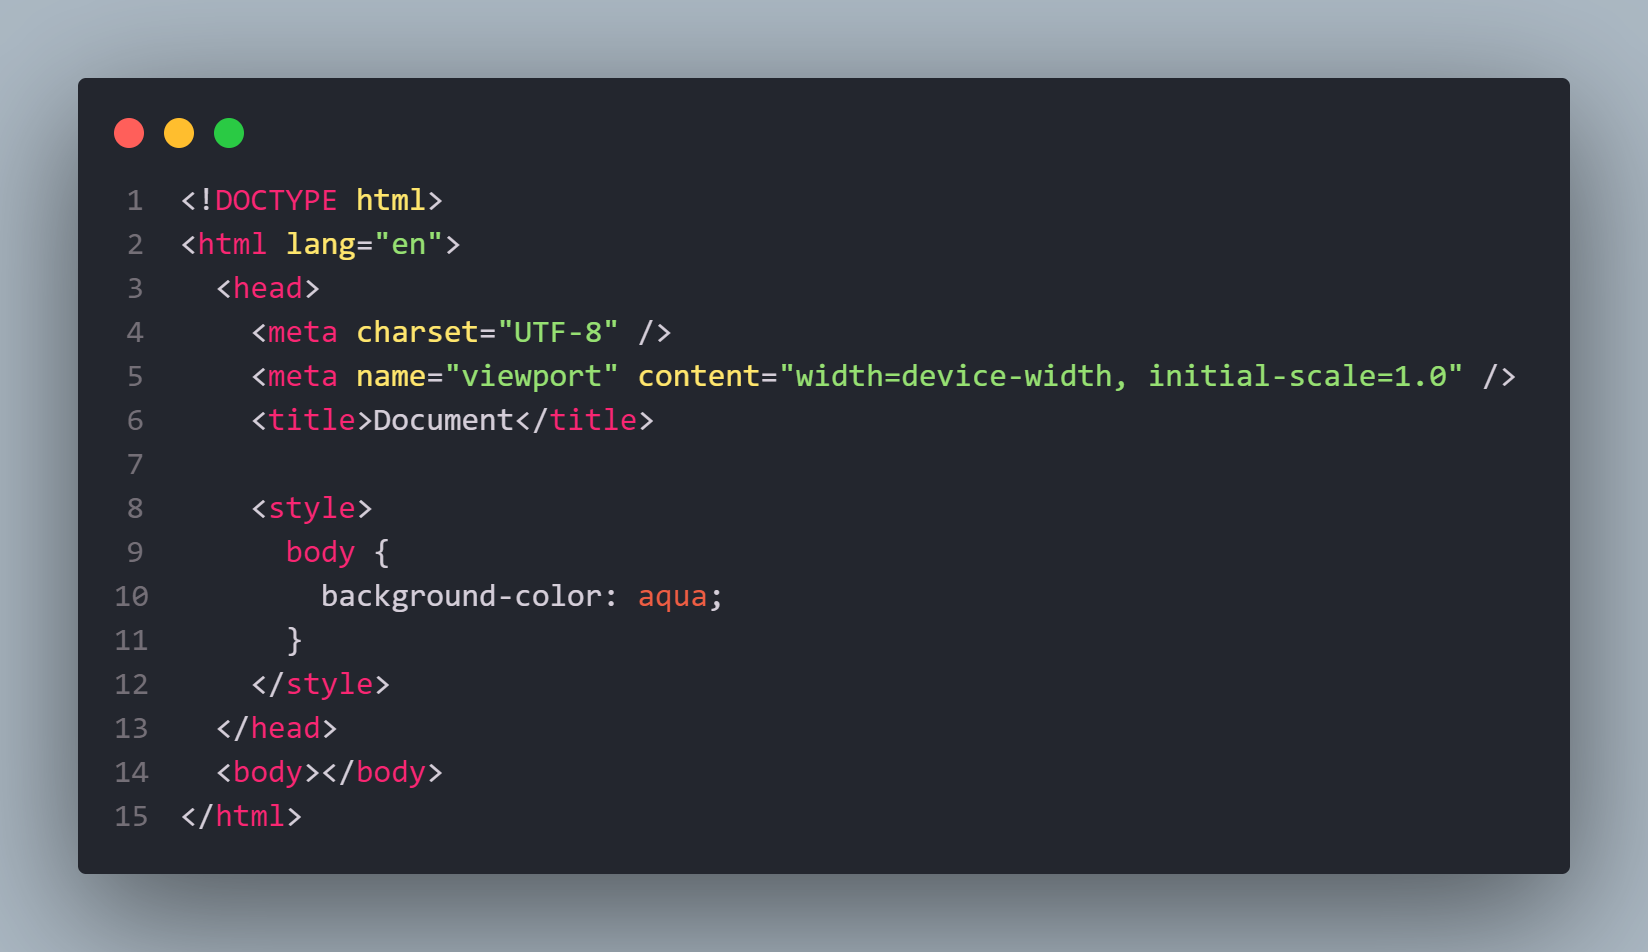 1 <!DOCTYPE html>
2 <html lang="en">
3   <head>
4     <meta charset="UTF-8" />
5     <meta name="viewport" content="width=device-width, initial-scale=1.0" />
6     <title>Document</title>
7
8     <style>
9       body {
10         background-color: aqua;
11       }
12     </style>
13   </head>
14   <body></body>
15 </html>